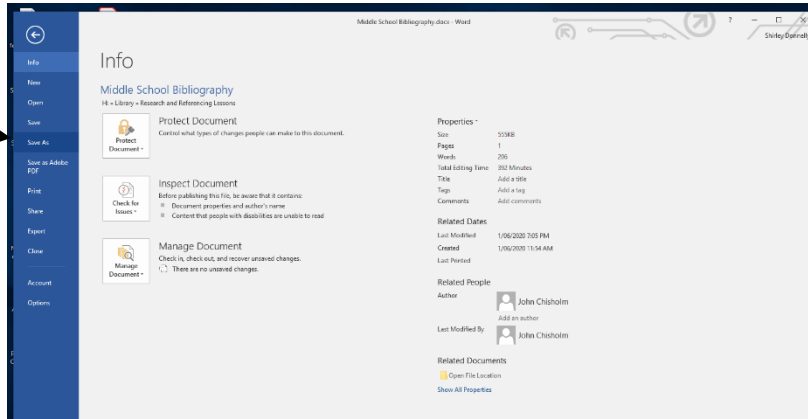 Middle School Bibliography.docx - Word
?
Shirley Donnelly
Info
New
Open
Save
Save As
Save as Adobe
PDF
Print
Share
Export
Close
Account
Options
Info
Middle School Bibliography
H: » Library » Research and Referencing Lessons
Protect
Document
Protect Document
Control what types of changes people can make to this document.
Check for
Issues
Inspect Document
Before publishing this file, be aware that it contains:
Document properties and author's name
Content that people with disabilities are unable to read
Manage
Document
Manage Document
Check in, check out, and recover unsaved changes.
There are no unsaved changes.
Properties
Size 555KB
Pages 1
Words 206
Total Editing Time 392 Minutes
Title Add a title
Tags Add a tag
Comments Add comments
Related Dates
Last Modified 1/06/2020 7:05 PM
Created 1/06/2020 11:54 AM
Last Printed
Related People
Author John Chisholm
Add an author
Last Modified By John Chisholm
Related Documents
Open File Location
Show All Properties